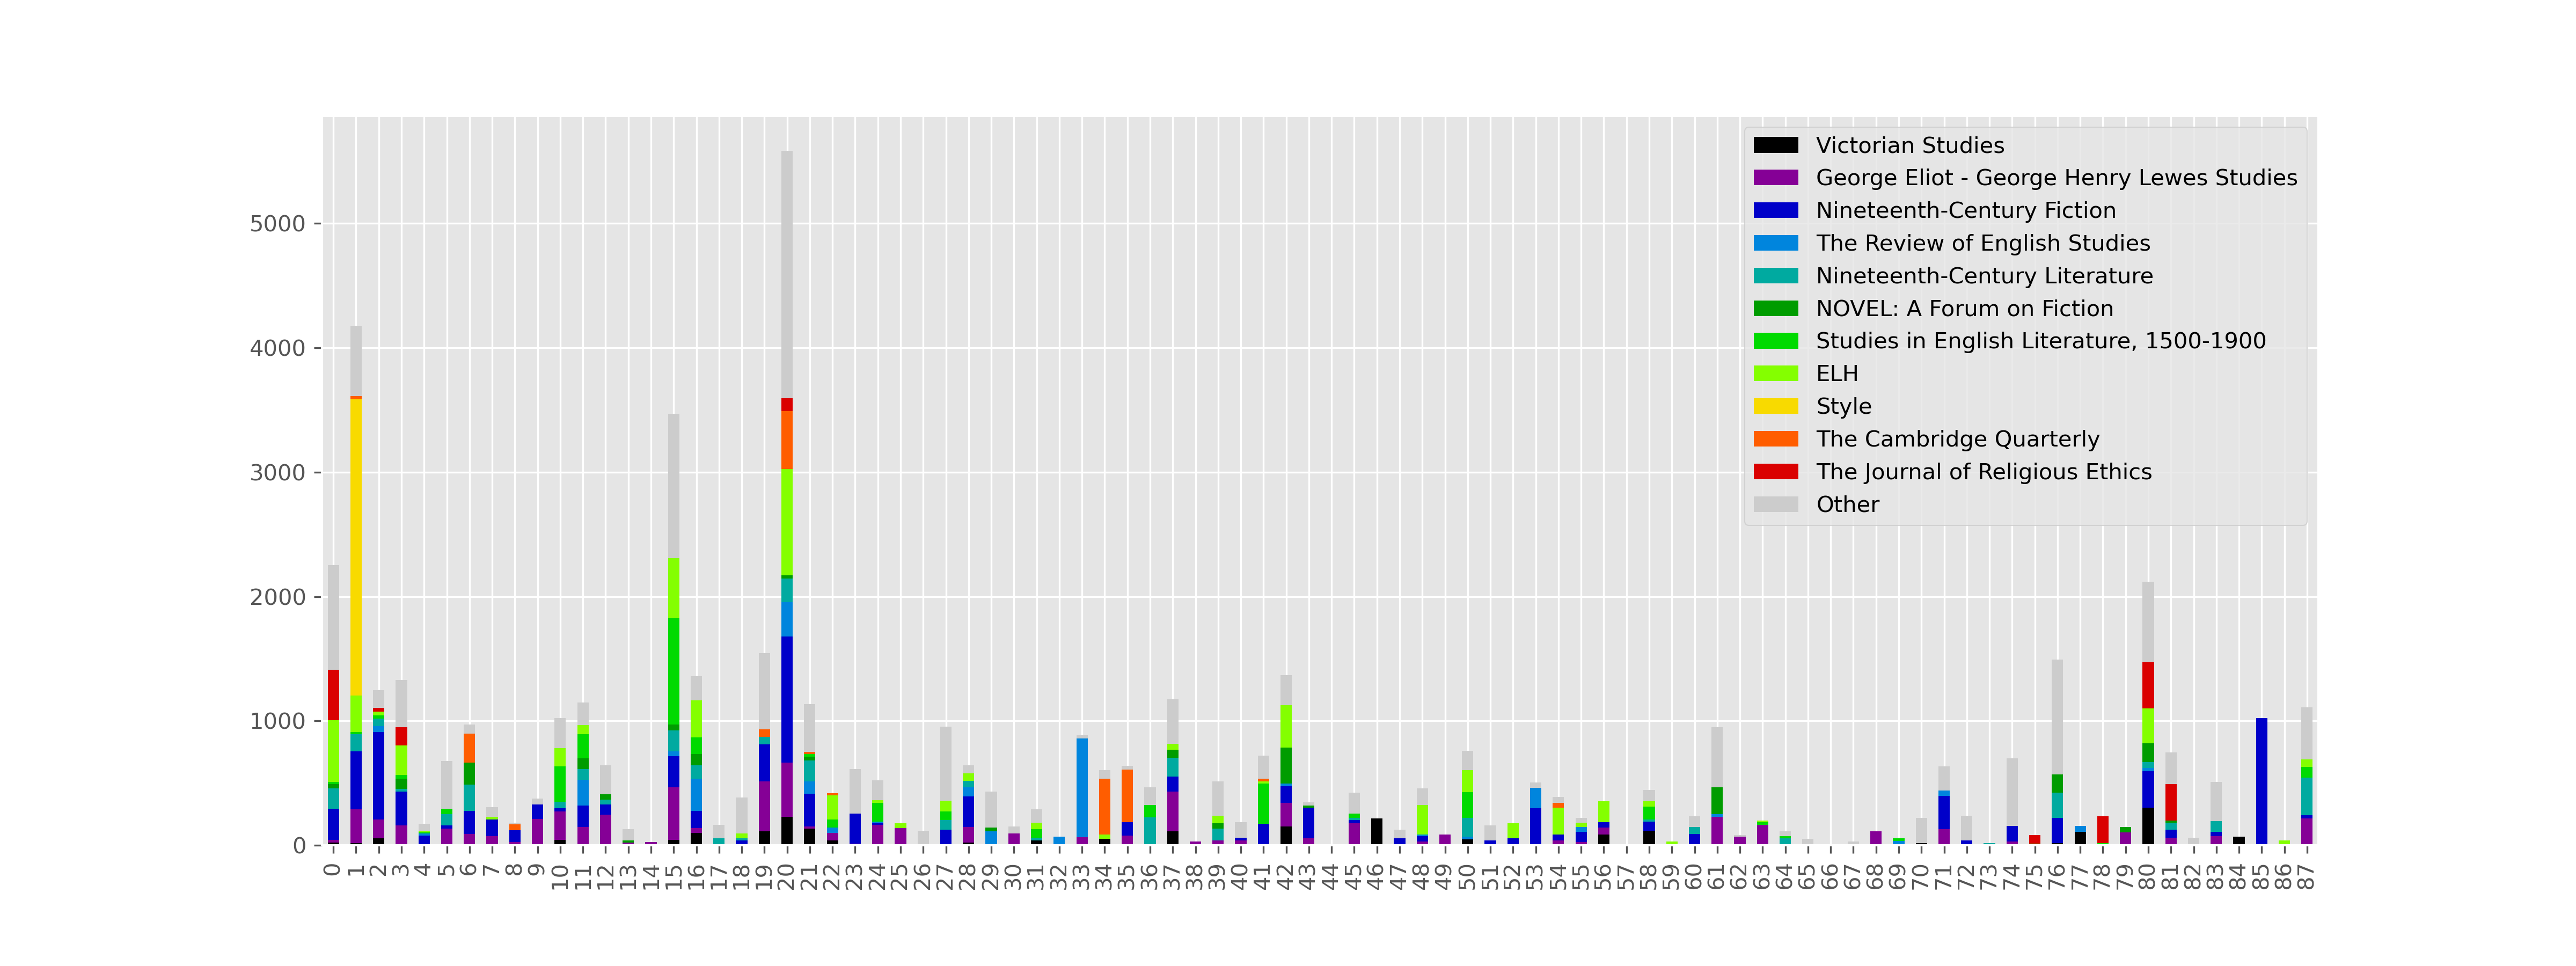 5000
4000
3000
2000
1000
0
Victorian Studies
George Eliot - George Henry Lewes Studies
Nineteenth-Century Fiction
The Review of English Studies
Nineteenth-Century Literature
NOVEL: A Forum on Fiction
Studies in English Literature, 1500-1900
ELH
Style
The Cambridge Quarterly
The Journal of Religious Ethics
Other
0 1 2 3 4 5 6 7 8 9 10 11 12 13 14 15 16 17 18 19 20 21 22 23 24 25 26 27 28 29 30 31 32 33 34 35 36 37 38 39 40 41 42 43 44 45 46 47 48 49 50 51 52 53 54 55 56 57 58 59 60 61 62 63 64 65 66 67 68 69 70 71 72 73 74 75 76 77 78 79 80 81 82 83 84 85 86 87